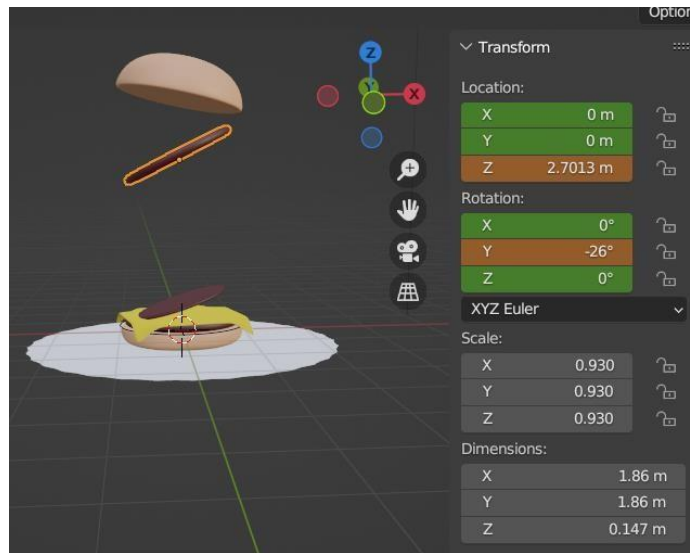 Option
Transform
Z
Y
X
Location:
X 0 m
Y 0 m
Z 2.7013 m
Rotation:
X 0°
Y -26°
Z 0°
XYZ Euler
Scale:
X 0.930
Y 0.930
Z 0.930
Dimensions:
X 1.86 m
Y 1.86 m
Z 0.147 m